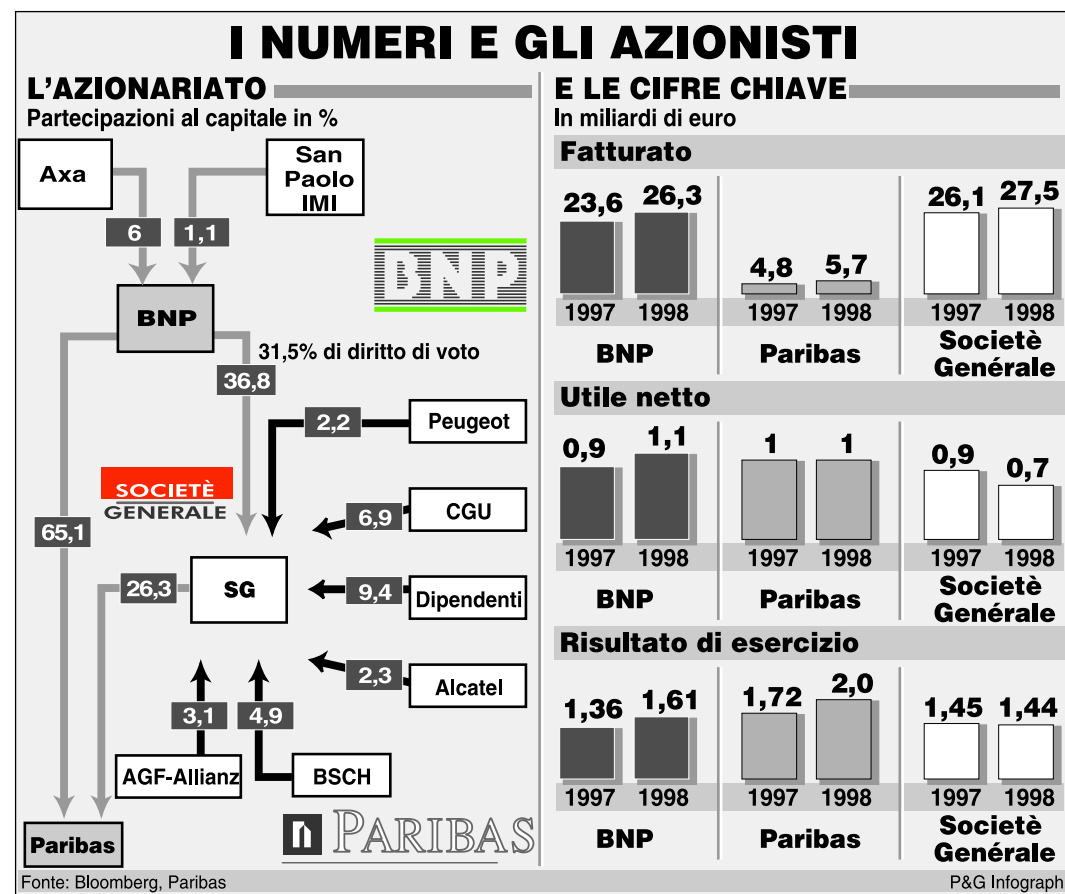 I NUMERI E GLI AZIONISTI
L'AZIONARIATO
Partecipazioni al capitale in %
Axa
San
Paolo
IMI
6
1,1
BNP
BNP
31,5% di diritto di voto
36,8
2,2
Peugeot
SOCIETÈ
GENERALE
6,9
CGU
65,1
26,3
SG
9,4
Dipendenti
2,3
Alcatel
3,1
4,9
AGF-Allianz
BSCH
PARIBAS
Paribas
E LE CIFRE CHIAVE
In miliardi di euro
Fatturato
23,6 26,3
4,8 5,7
26,1 27,5
1997 1998
1997 1998
1997 1998
BNP
Paribas
Societè
Générale
Utile netto
0,9 1,1
1 1
0,9 0,7
1997 1998
1997 1998
1997 1998
BNP
Paribas
Societè
Générale
Risultato di esercizio
1,36 1,61
1,72 2,0
1,45 1,44
1997 1998
1997 1998
1997 1998
BNP
Paribas
Societè
Générale
Fonte: Bloomberg, Paribas
P&G Infograph